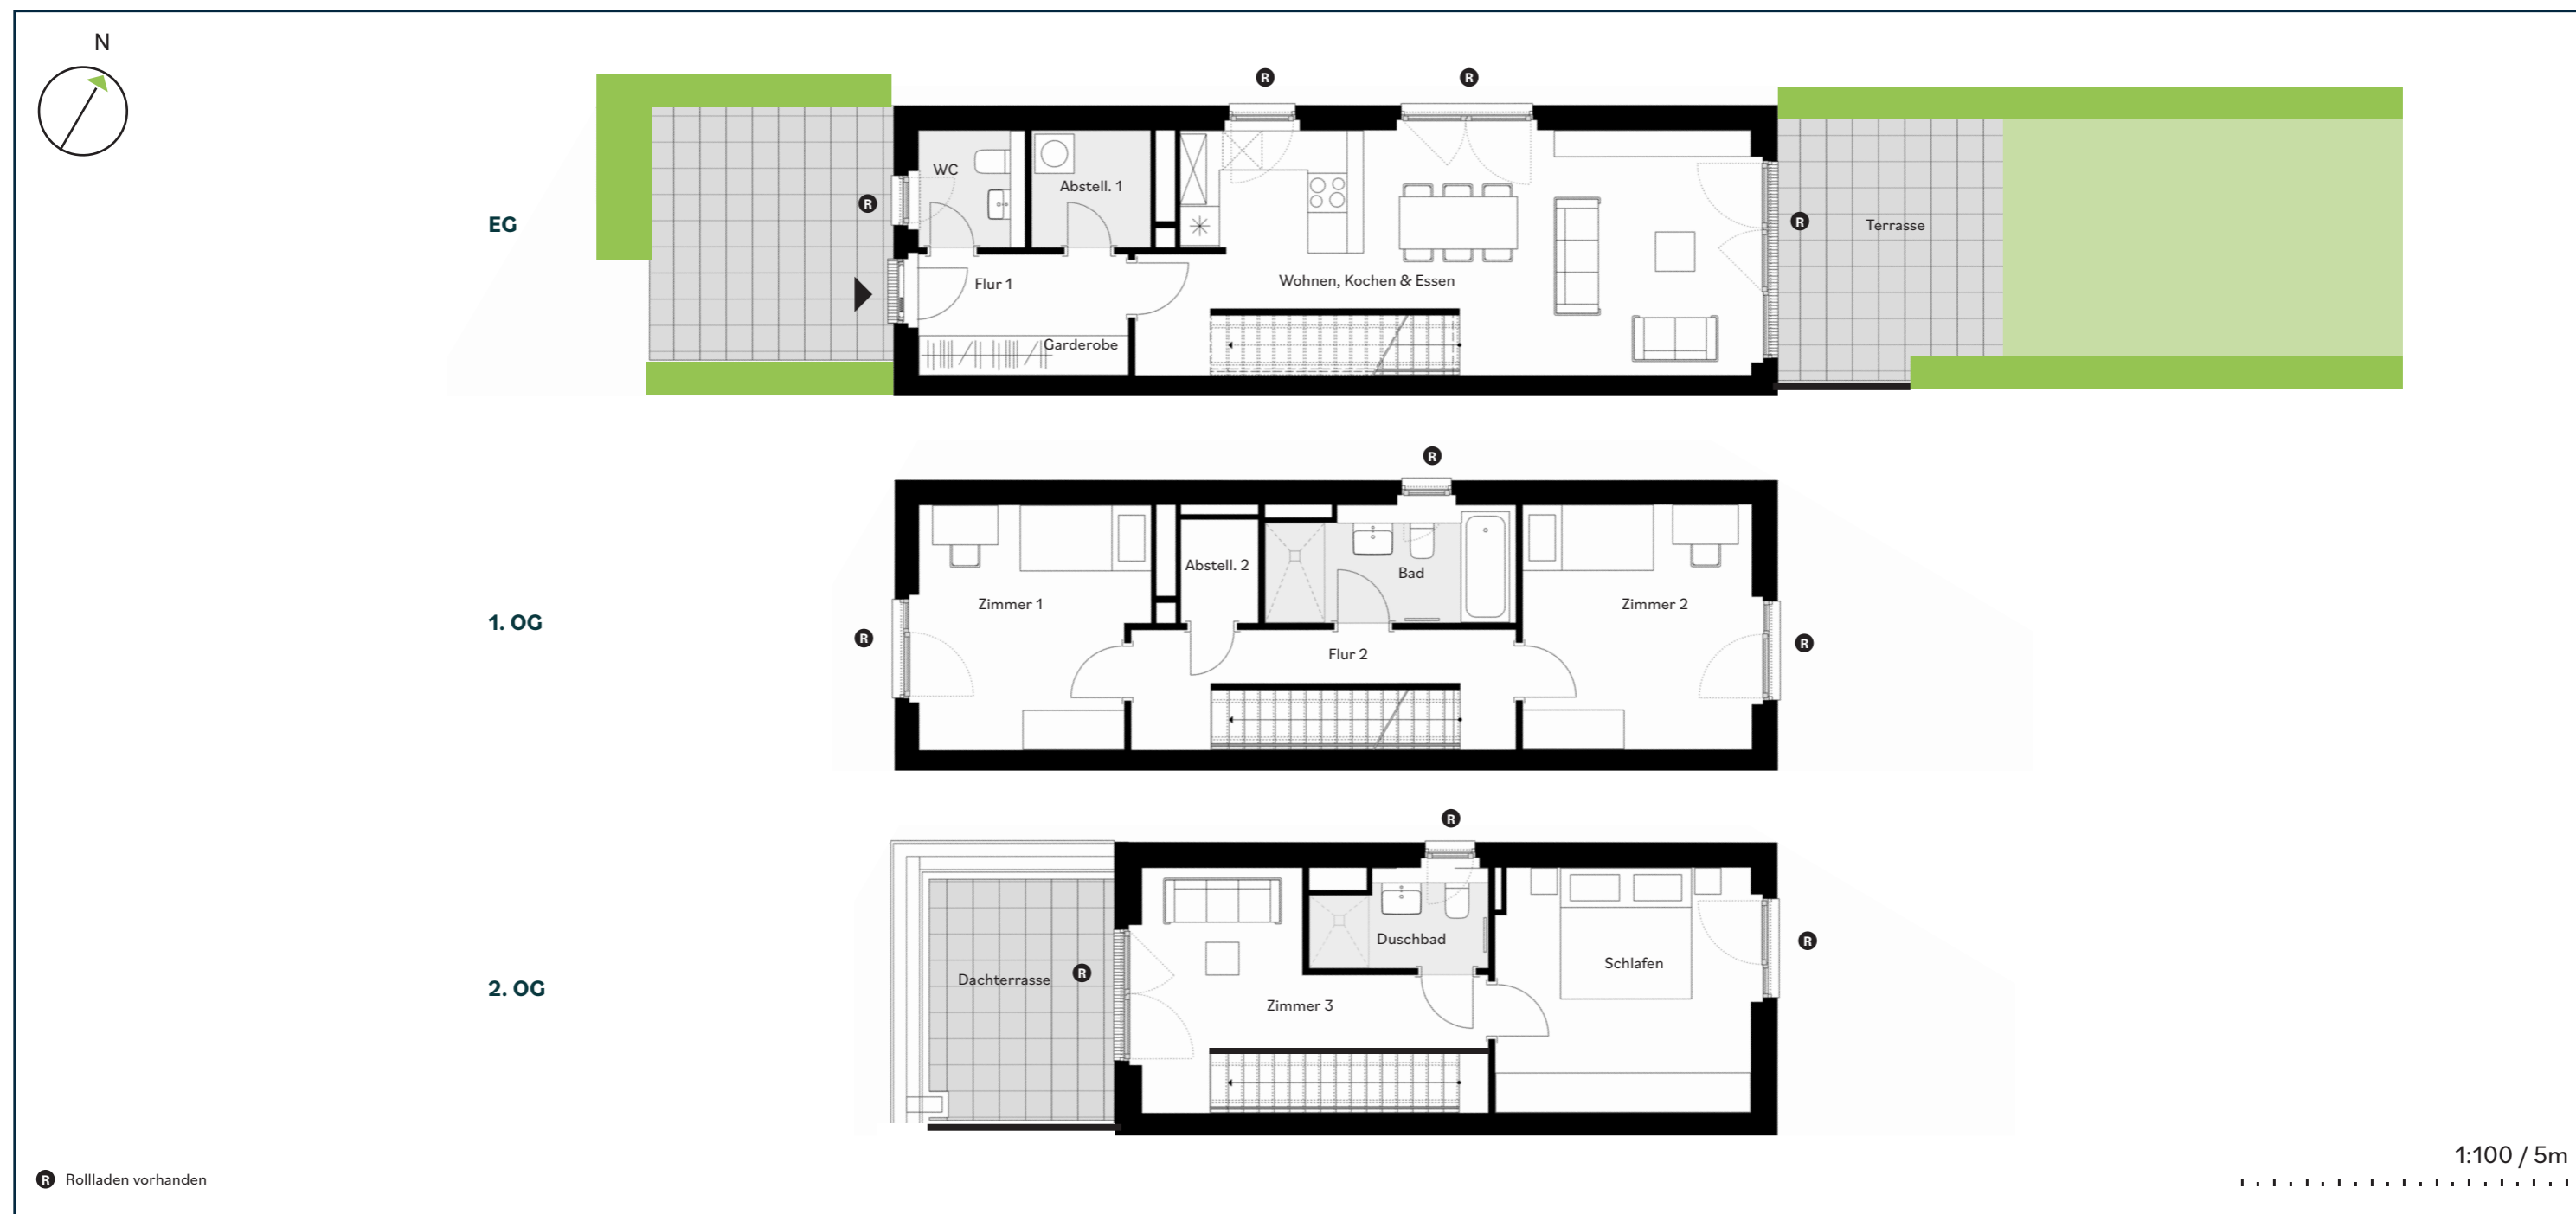 N
R
R
WC
Abstell. 1
R
EG
R
Terrasse
Flur 1
Wohnen, Kochen & Essen
Garderobe
R
Abstell. 2
Bad
Zimmer 1
Zimmer 2
1. OG
R
R
Flur 2
R
Duschbad
R
Schlafen
Dachterrasse
R
2. OG
Zimmer 3
1:100 / 5m
R Rollladen vorhanden